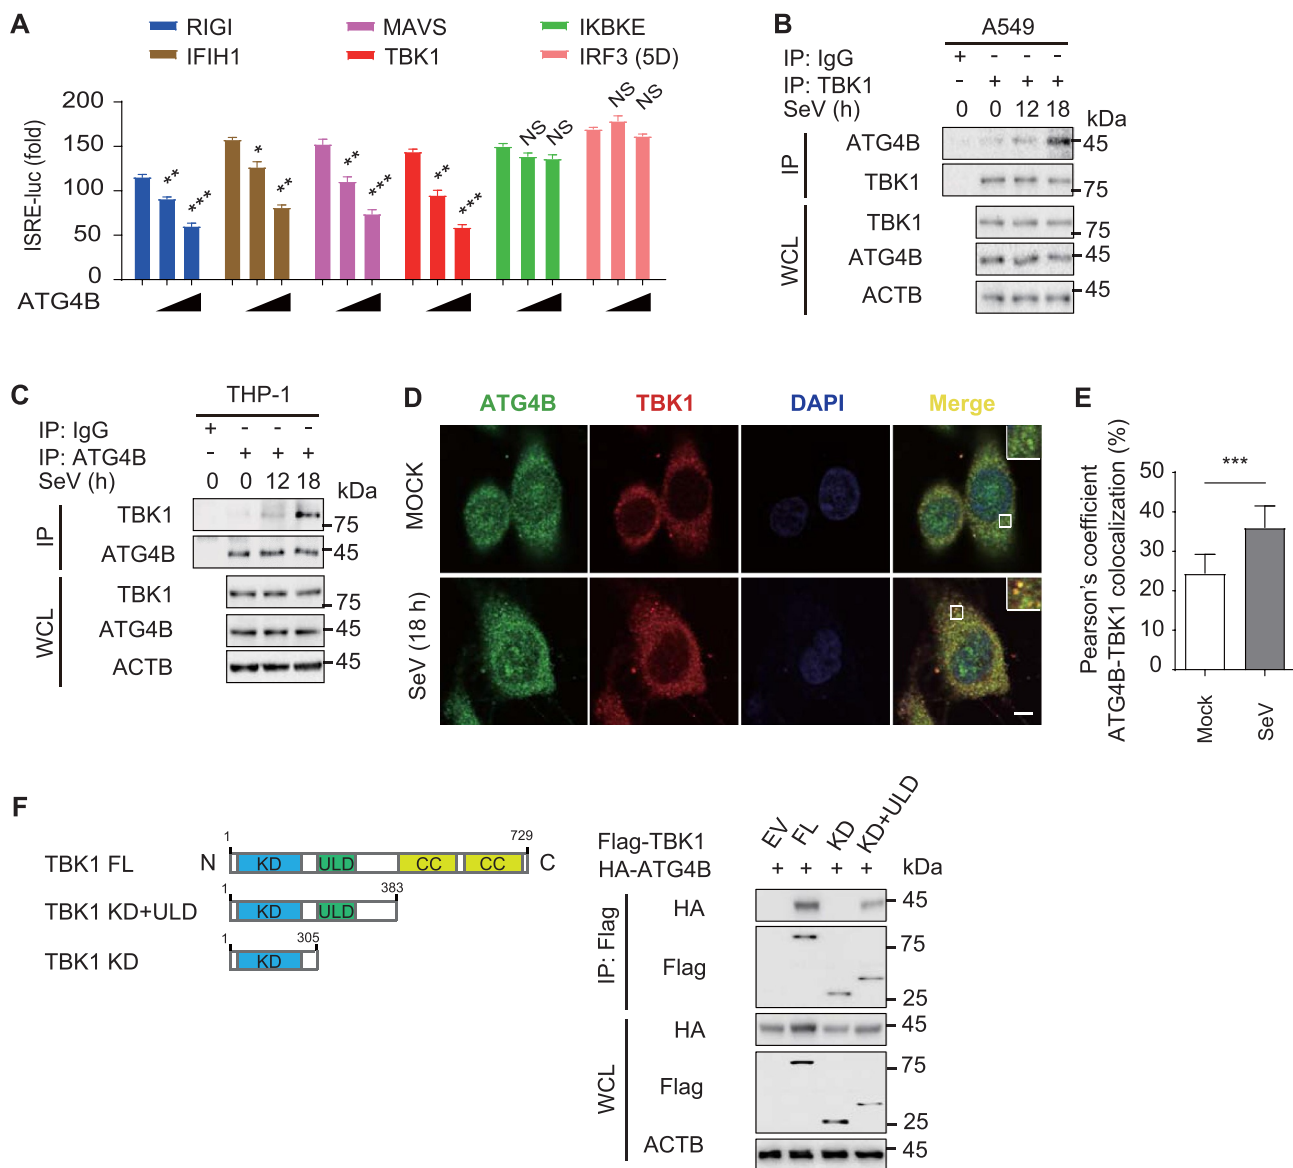 A
RIGI
MAVS
IKBKE
IFIH1
TBK1
IRF3 (5D)
ISRE-luc (fold)
200
150
100
50
0
**
***
*
**
**
***
**
***
NS
NS
NS
NS
ATG4B
B
A549
IP: IgG + - - -
IP: TBK1 - + + +
SeV (h) 0 0 12 18
kDa
IP
ATG4B 45
TBK1 75
WCL
TBK1 75
ATG4B 45
ACTB 45
C
THP-1
IP: IgG + - - -
IP: ATG4B - + + +
SeV (h) 0 0 12 18
kDa
IP
TBK1 75
ATG4B 45
WCL
TBK1 75
ATG4B 45
ACTB 45
D
ATG4B TBK1 DAPI Merge
MOCK
SeV (18 h)
E
Pearson's coefficient
ATG4B-TBK1 colocalization (%)
50
40
30
20
10
0
***
Mock
SeV
F
1 729
TBK1 FL N KD ULD CC CC C
1 383
TBK1 KD+ULD KD ULD
1 305
TBK1 KD KD
Flag-TBK1 EV FL KD KD+ULD
HA-ATG4B + + + +
kDa
IP: Flag
HA 45
Flag 75
25
WCL
HA 45
Flag 75
25
ACTB 45